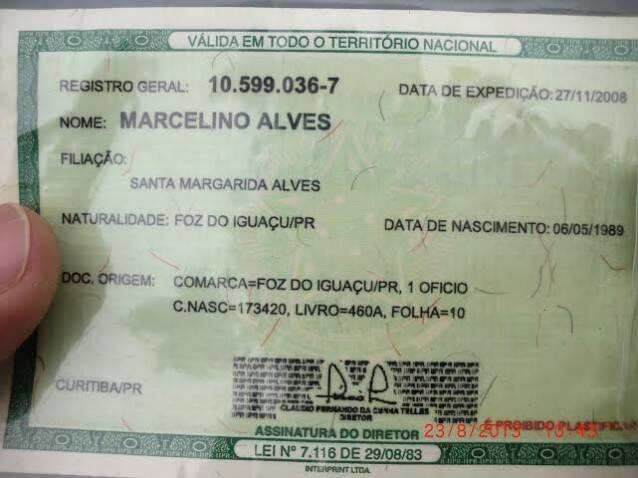 VÁLIDA EM TODO O TERRITÓRIO NACIONAL
REGISTRO GERAL: 10.599.036-7 DATA DE EXPEDIÇÃO: 27/11/2008
NOME: MARCELINO ALVES
FILIAÇÃO:
SANTA MARGARIDA ALVES
NATURALIDADE: FOZ DO IGUAÇU/PR DATA DE NASCIMENTO: 06/05/1989
DOC. ORIGEM: COMARCA=FOZ DO IGUAÇU/PR, 1 OFICIO
C.NASC=173420, LIVRO=460A, FOLHA=10
CURITIBA/PR
CLAUDIO FERNANDO DA CUNHA TELLES
DIRETOR
ASSINATURA DO DIRETOR
É PROIBIDO PLASTIFICAR
LEI Nº 7.116 DE 29/08/83
INTERPRINT LTDA.